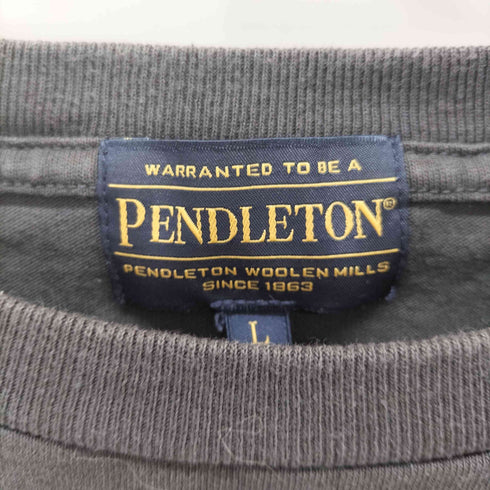 WARRANTED TO BE A
PENDLETON®
PENDLETON WOOLEN MILLS
SINCE 1863
L